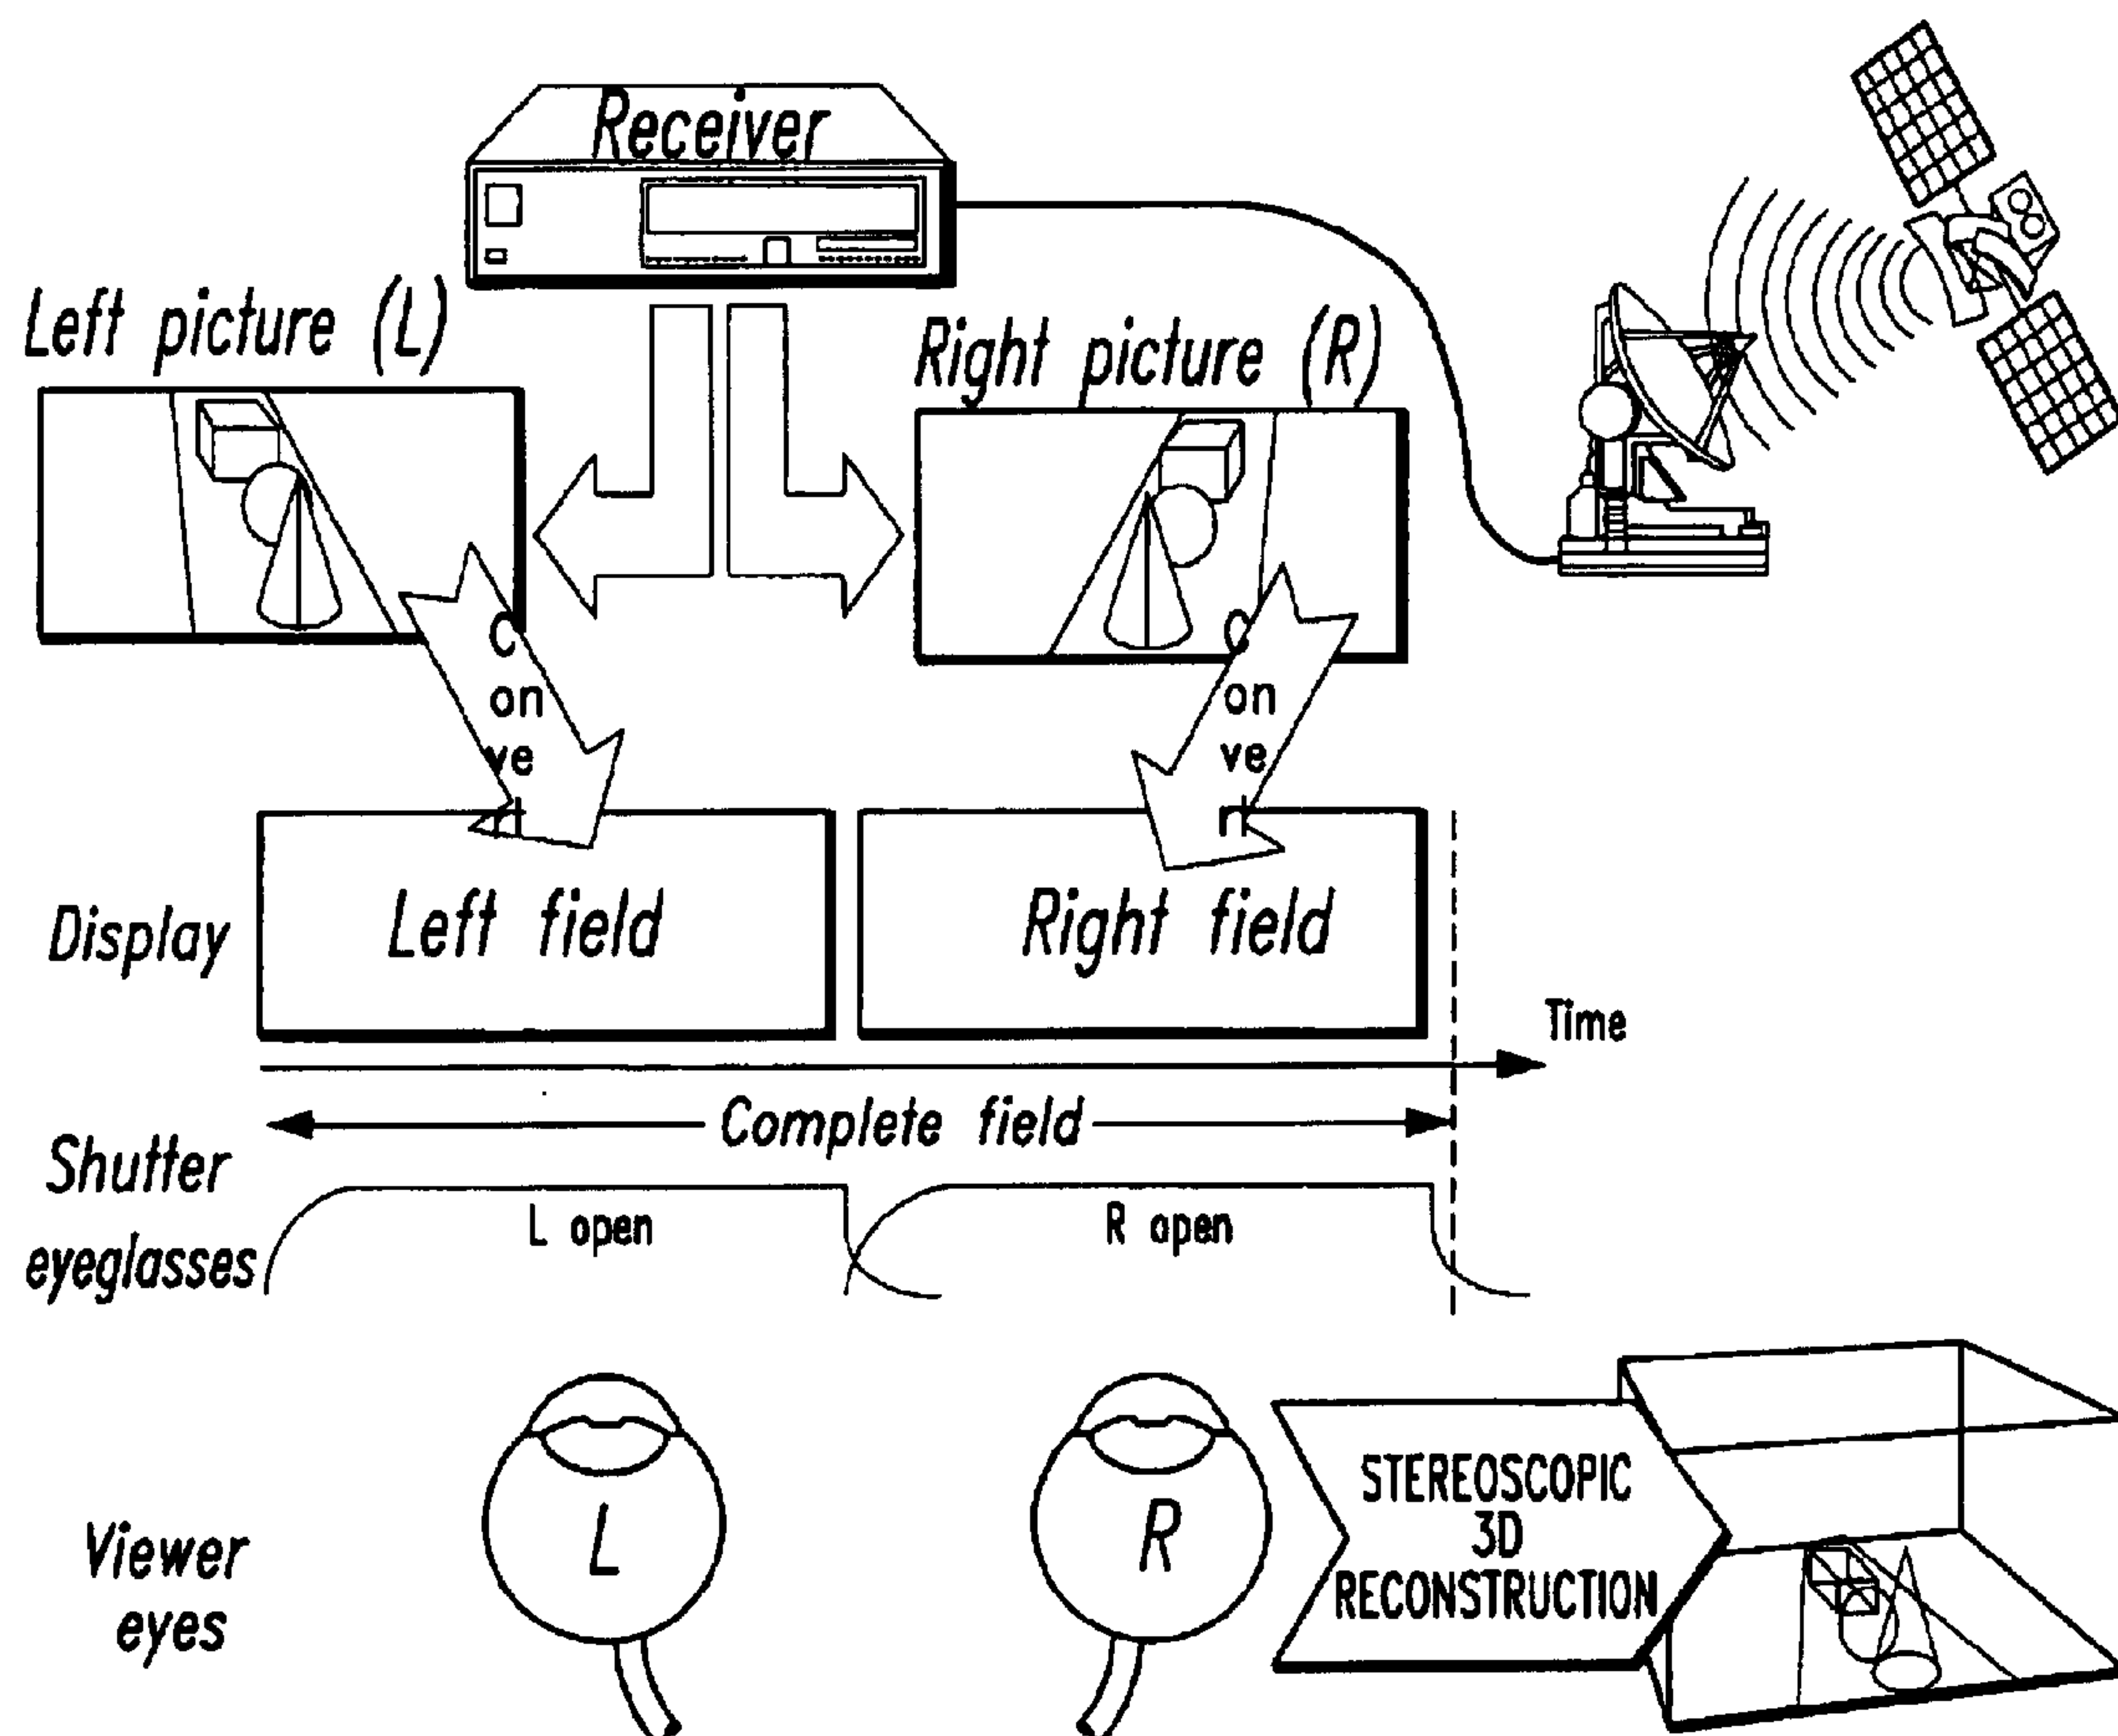 Receiver
Left picture (L)
Right picture (R)
C
on
ve
rt
C
on
ve
rt
Display
Left field
Right field
Time
Complete field
Shutter
eyeglasses
L open
R open
Viewer
eyes
L
R
STEREOSCOPIC
3D
RECONSTRUCTION